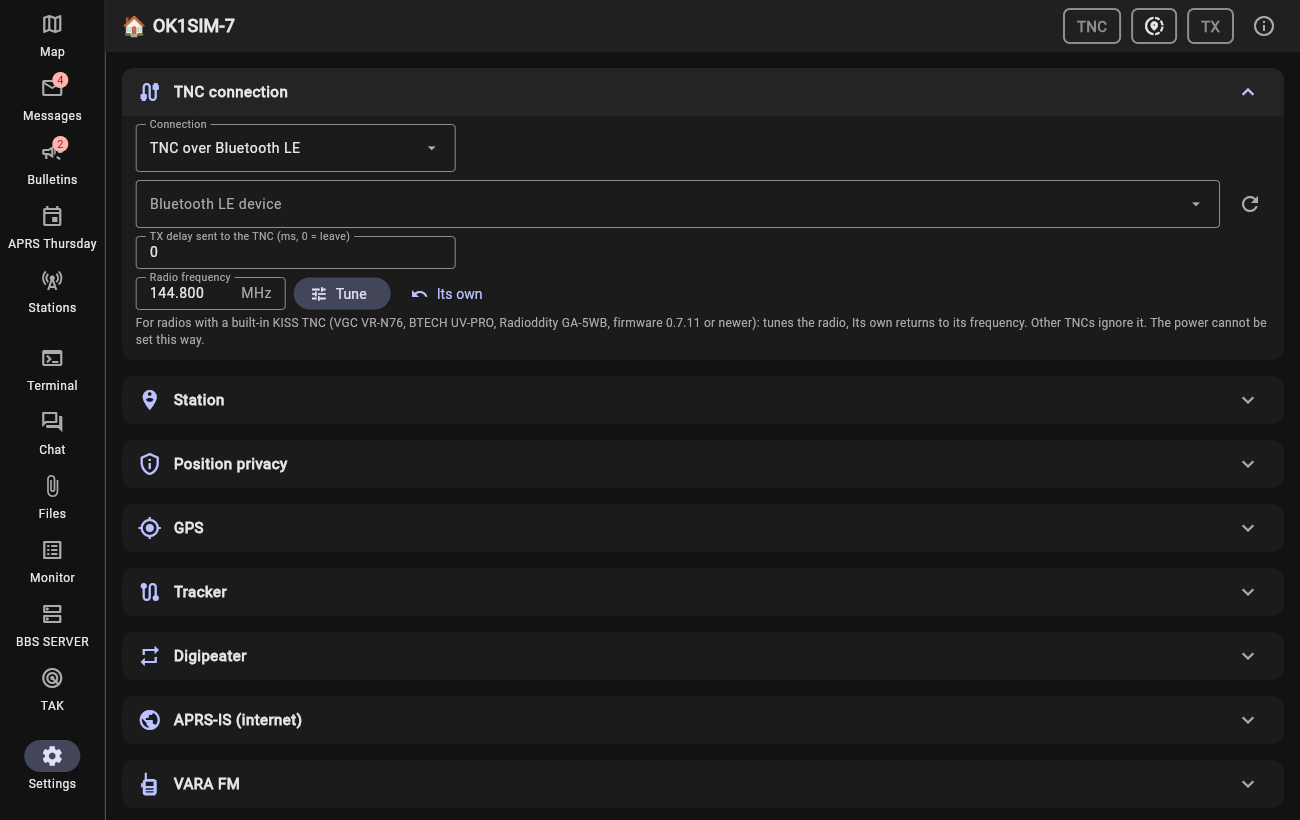 OK1SIM-7
TNC
TX
Map
4
Messages
2
Bulletins
APRS Thursday
Stations
Terminal
Chat
Files
Monitor
BBS SERVER
TAK
Settings
TNC connection
Connection
TNC over Bluetooth LE
Bluetooth LE device
TX delay sent to the TNC (ms, 0 = leave)
0
Radio frequency
144.800 MHz
Tune
Its own
For radios with a built-in KISS TNC (VGC VR-N76, BTECH UV-PRO, Radioddity GA-5WB, firmware 0.7.11 or newer): tunes the radio, Its own returns to its frequency. Other TNCs ignore it. The power cannot be
set this way.
Station
Position privacy
GPS
Tracker
Digipeater
APRS-IS (internet)
VARA FM